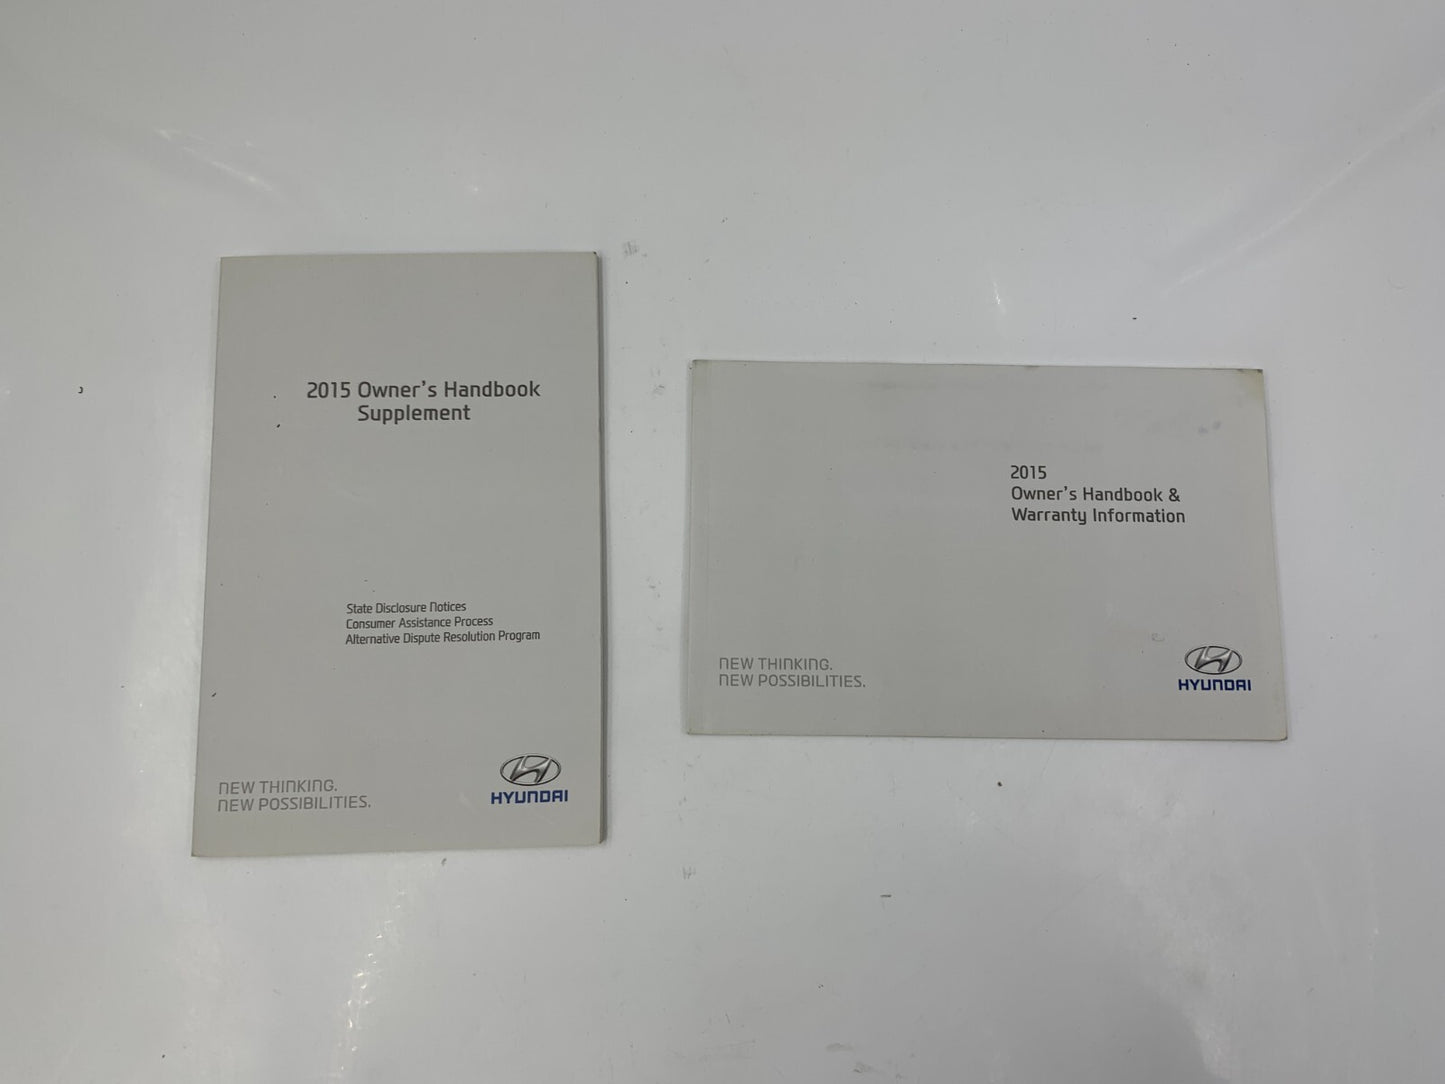 2015 Owner's Handbook
Supplement
State Disclosure Notices
Consumer Assistance Process
Alternative Dispute Resolution Program
NEW THINKING.
NEW POSSIBILITIES.
HYUNDAI
2015
Owner's Handbook &
Warranty Information
NEW THINKING.
NEW POSSIBILITIES.
HYUNDAI